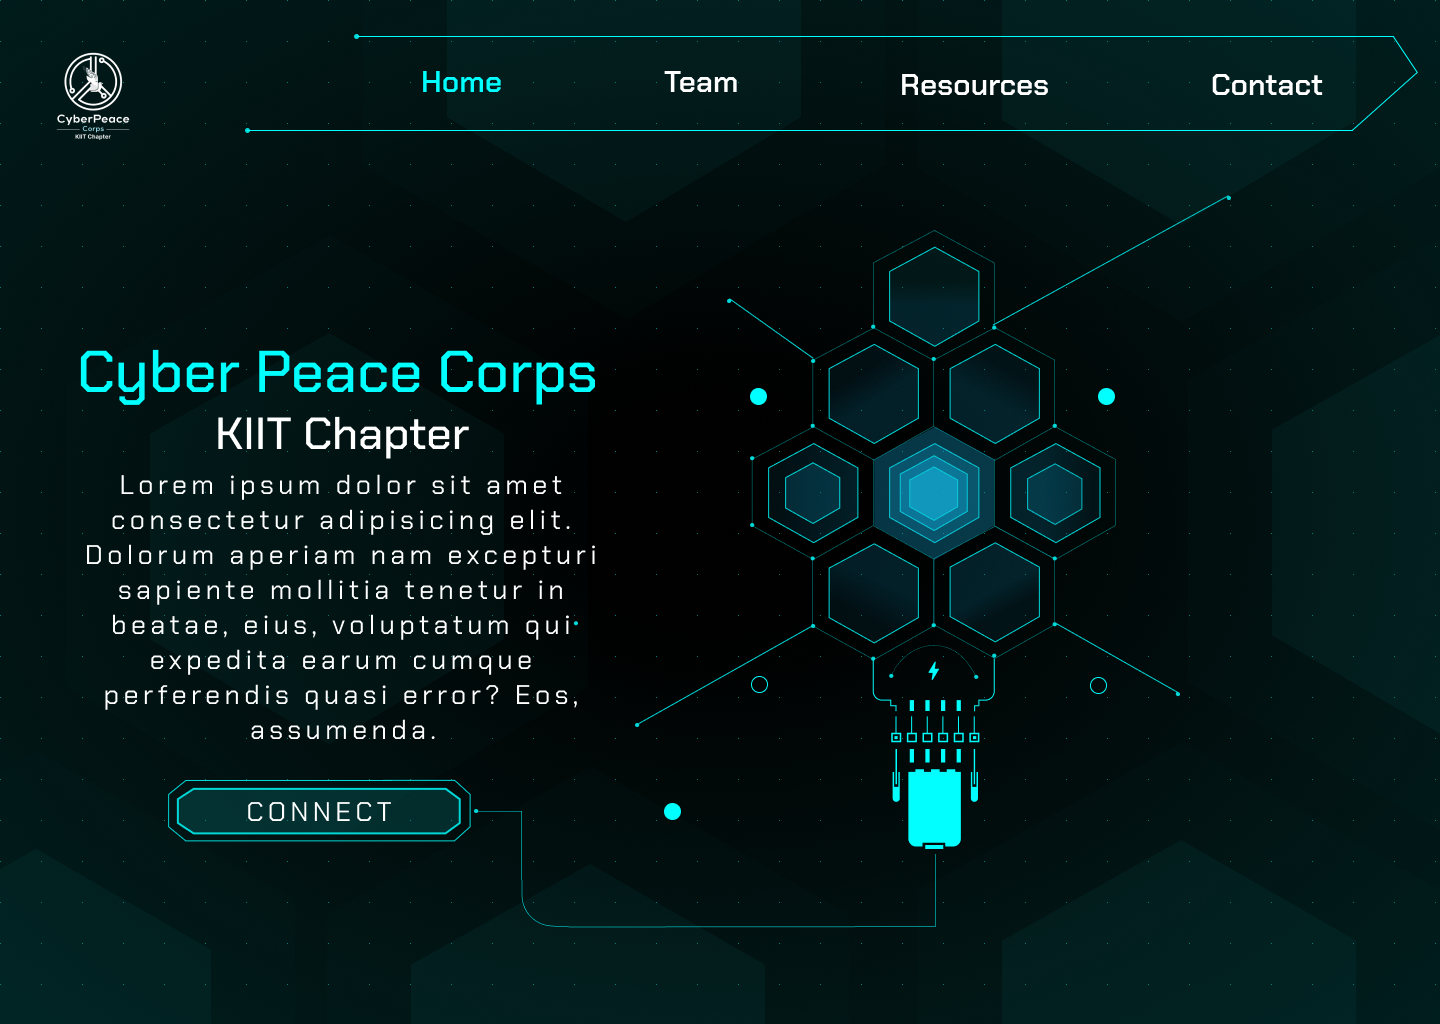 CyberPeace
Corps
KIIT Chapter
Home
Team
Resources
Contact
Cyber Peace Corps
KIIT Chapter
Lorem ipsum dolor sit amet
consectetur adipisicing elit.
Dolorum aperiam nam excepturi
sapiente mollitia tenetur in
beatae, eius, voluptatum qui
expedita earum cumque
perferendis quasi error? Eos,
assumenda.
CONNECT